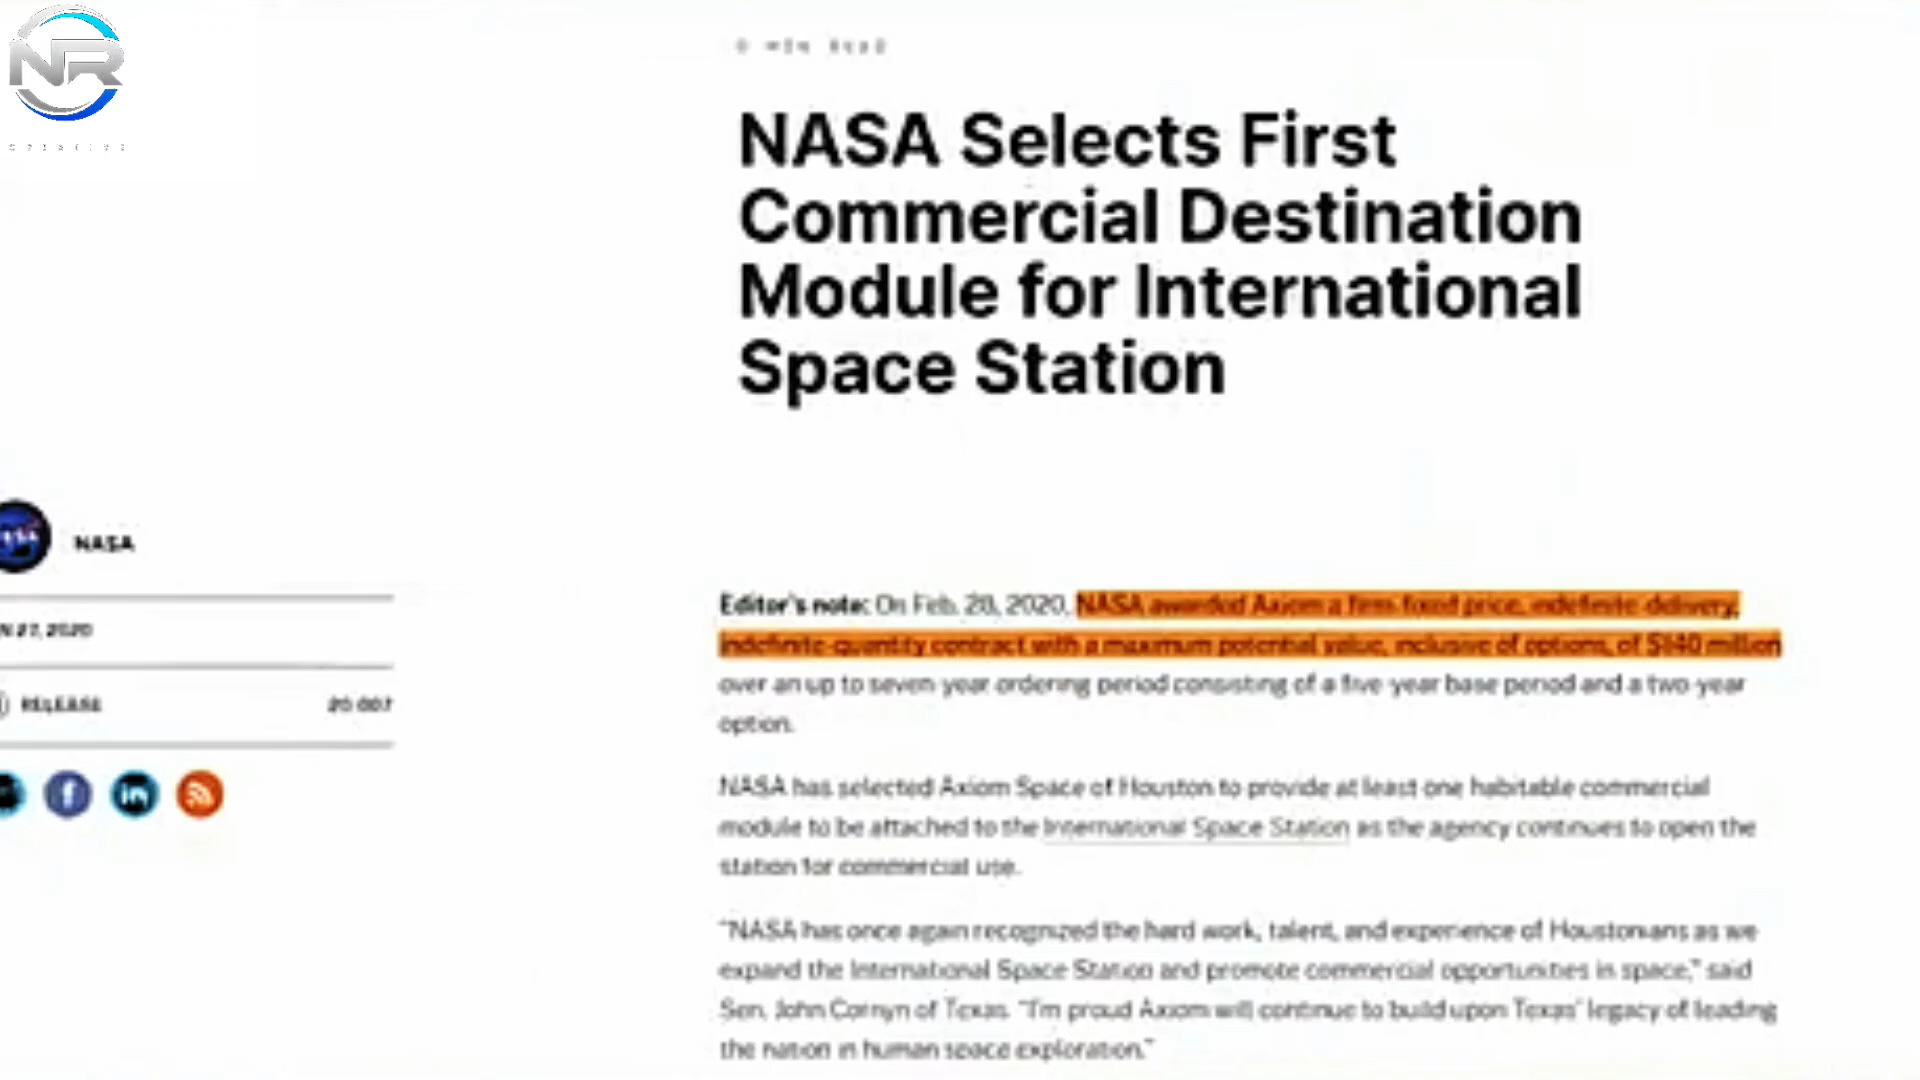 NR
MIN READ
NASA Selects First
Commercial Destination
Module for International
Space Station
NASA
27, 2020
RELEASE 20-007
Editor's note: On Feb. 28, 2020, NASA awarded Axiom a firm-fixed price, indefinite-delivery,
indefinite-quantity contract with a maximum potential value, inclusive of options, of $140 million
over an up to seven-year ordering period consisting of a five-year base period and a two-year
option.
NASA has selected Axiom Space of Houston to provide at least one habitable commercial
module to be attached to the International Space Station as the agency continues to open the
station for commercial use.
"NASA has once again recognized the hard work, talent, and experience of Houstonians as we
expand the International Space Station and promote commercial opportunities in space," said
Sen. John Cornyn of Texas. "I'm proud Axiom will continue to build upon Texas' legacy of leading
the nation in human space exploration."